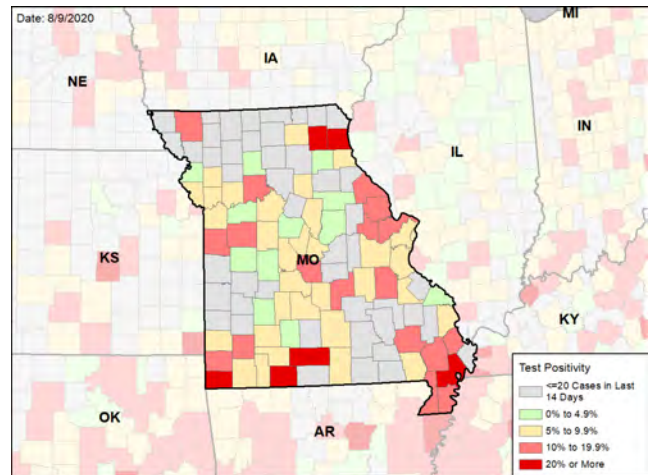 Date: 8/9/2020
MI
IA
NE
IL
IN
MO
KS
KY
OK
AR
Test Positivity
<=20 Cases in Last
14 Days
0% to 4.9%
5% to 9.9%
10% to 19.9%
20% or More